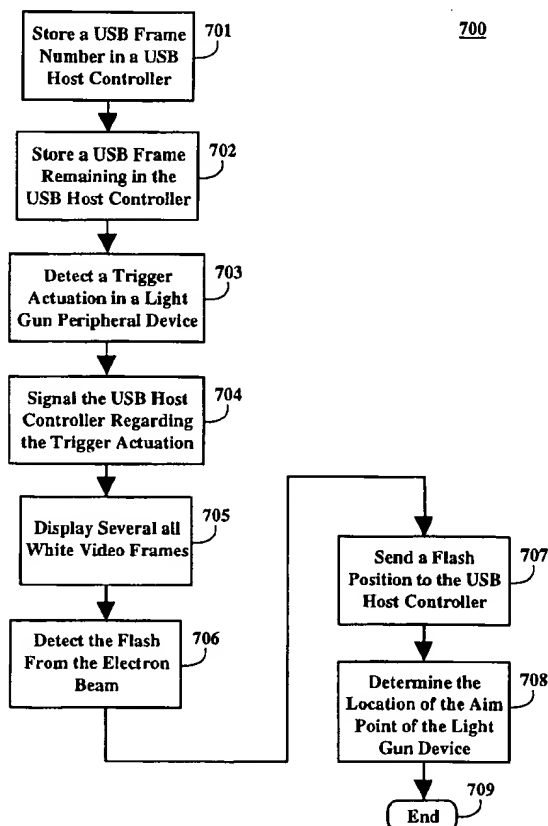 700
Store a USB Frame
Number in a USB
Host Controller
701
Store a USB Frame
Remaining in the
USB Host Controller
702
Detect a Trigger
Actuation in a Light
Gun Peripheral Device
703
Signal the USB Host
Controller Regarding
the Trigger Actuation
704
Display Several all
White Video Frames
705
Detect the Flash
From the Electron
Beam
706
Send a Flash
Position to the USB
Host Controller
707
Determine the
Location of the Aim
Point of the Light
Gun Device
708
End
709